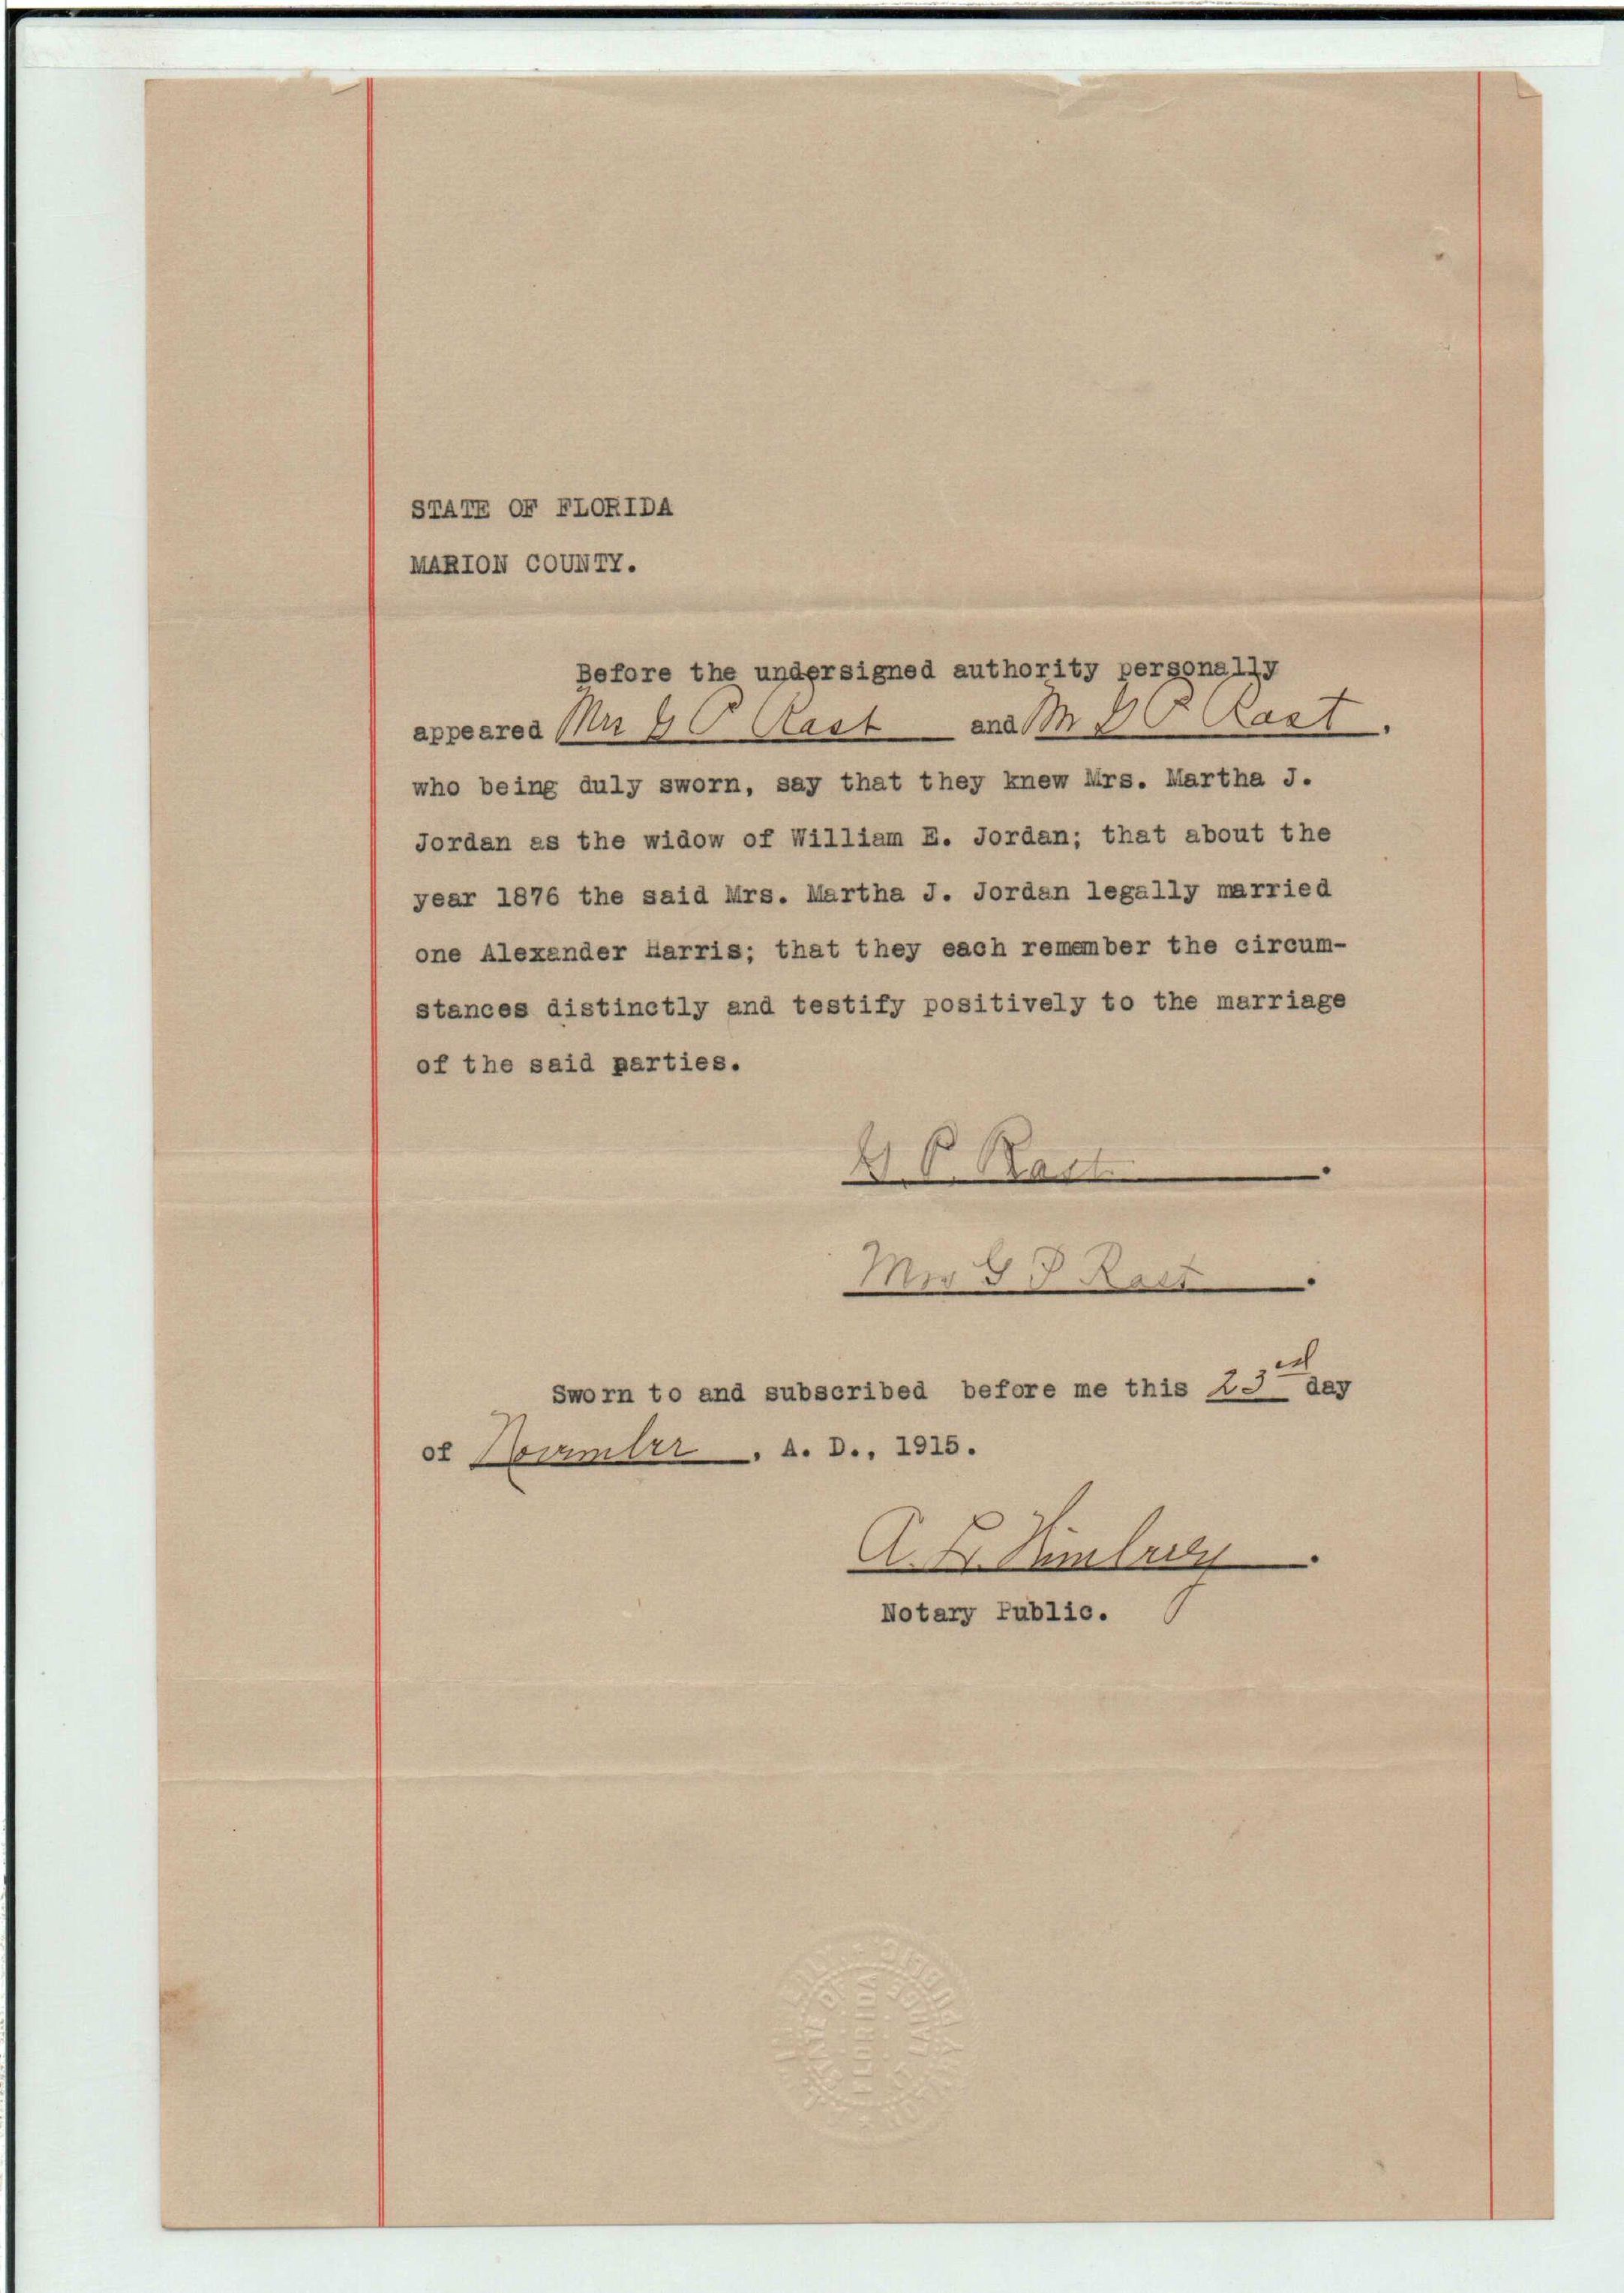 STATE OF FLORIDA
MARION COUNTY.
Before the undersigned authority personally
appeared Mrs P Rast and M P Rast.
who being duly sworn, say that they knew Mrs. Martha J.
Jordan as the widow of William E. Jordan; that about the
year 1876 the said Mrs. Martha J. Jordan legally married
one Alexander Harris; that they each remember the circum-
stances distinctly and testify positively to the marriage
of the said parties.
P. Rast.
Mrs P Rast.
Sworn to and subscribed before me this 23rd day
of November, A. D., 1915.
A.
Notary Public.
STATE OF
FLORIDA